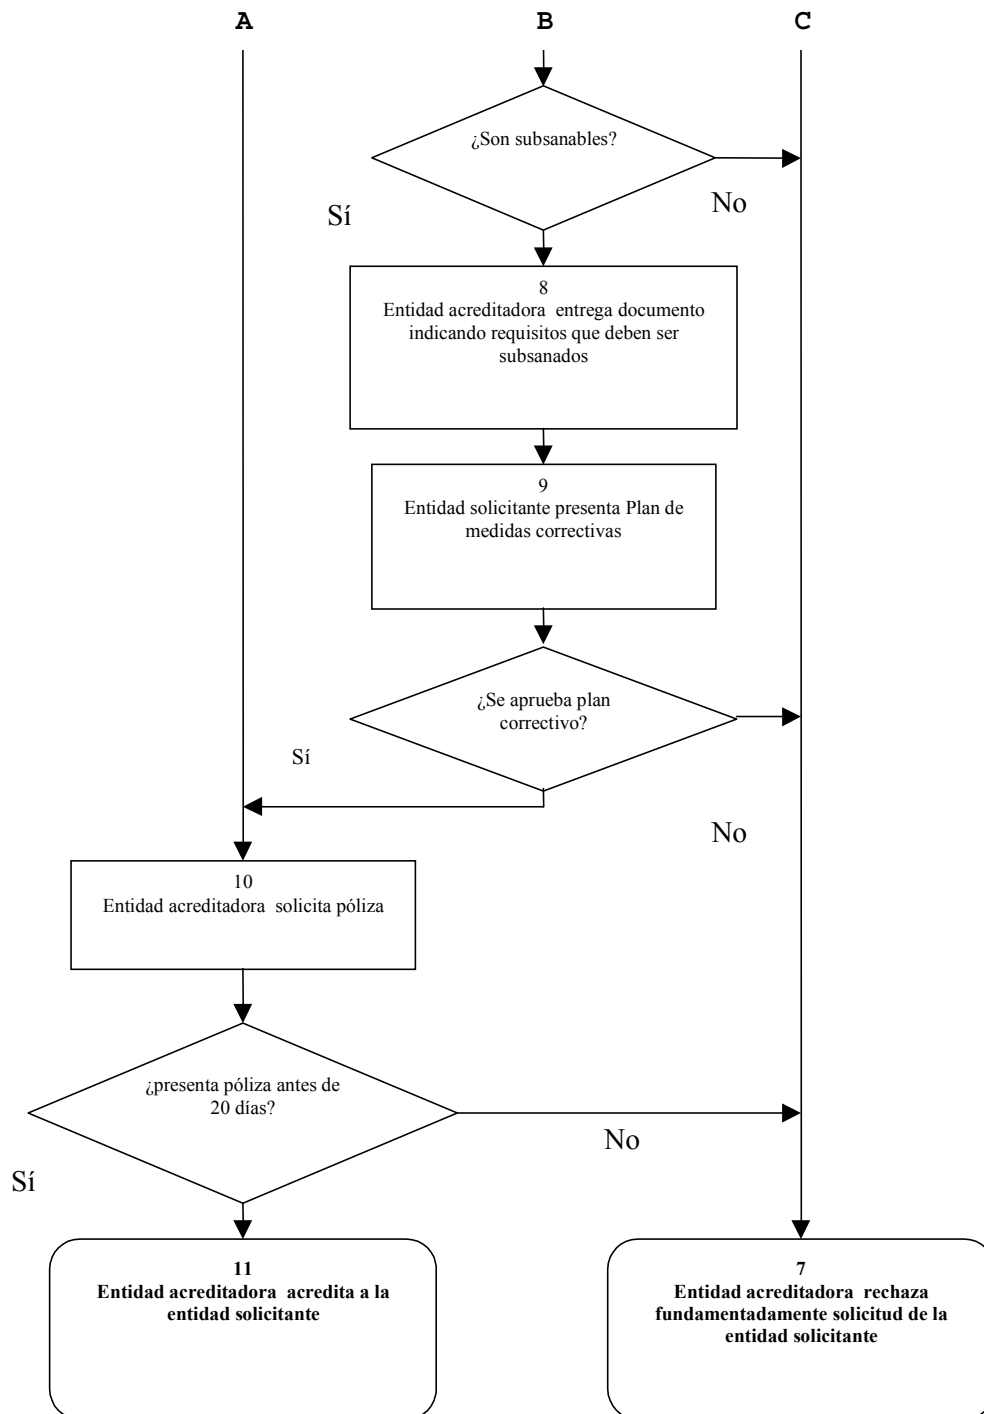 A B C
¿Son subsanables?
Sí
No
8
Entidad acreditadora entrega documento
indicando requisitos que deben ser
subsanados
9
Entidad solicitante presenta Plan de
medidas correctivas
¿Se aprueba plan
correctivo?
Sí
No
10
Entidad acreditadora solicita póliza
¿presenta póliza antes de
20 días?
No
Sí
11
Entidad acreditadora acredita a la
entidad solicitante
7
Entidad acreditadora rechaza
fundamentadamente solicitud de la
entidad solicitante